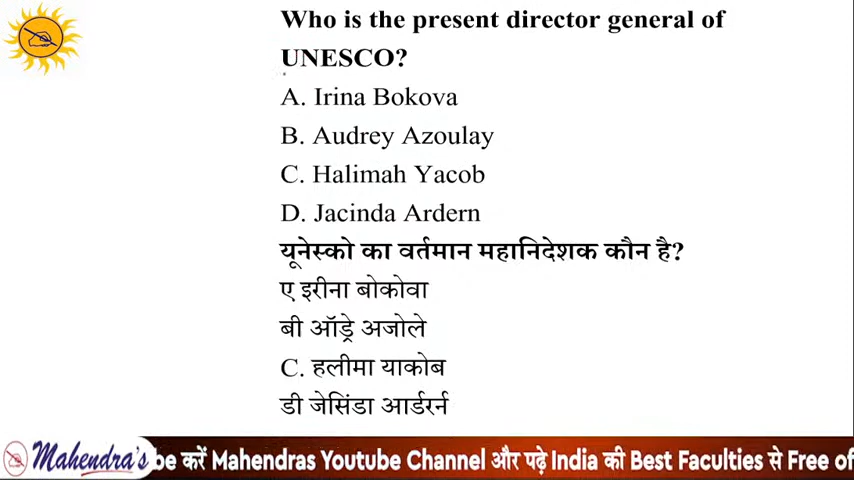 Who is the present director general of
UNESCO?
A. Irina Bokova
B. Audrey Azoulay
C. Halimah Yacob
D. Jacinda Ardern
यूनेस्को का वर्तमान महानिदेशक कौन है?
ए इरीना बोकोवा
बी ऑड्रे अजोले
C. हलीमा याकोब
डी जेसिंडा आर्डरर्न
Mahendra's be करें Mahendras Youtube Channel और पढ़े India की Best Faculties से Free of